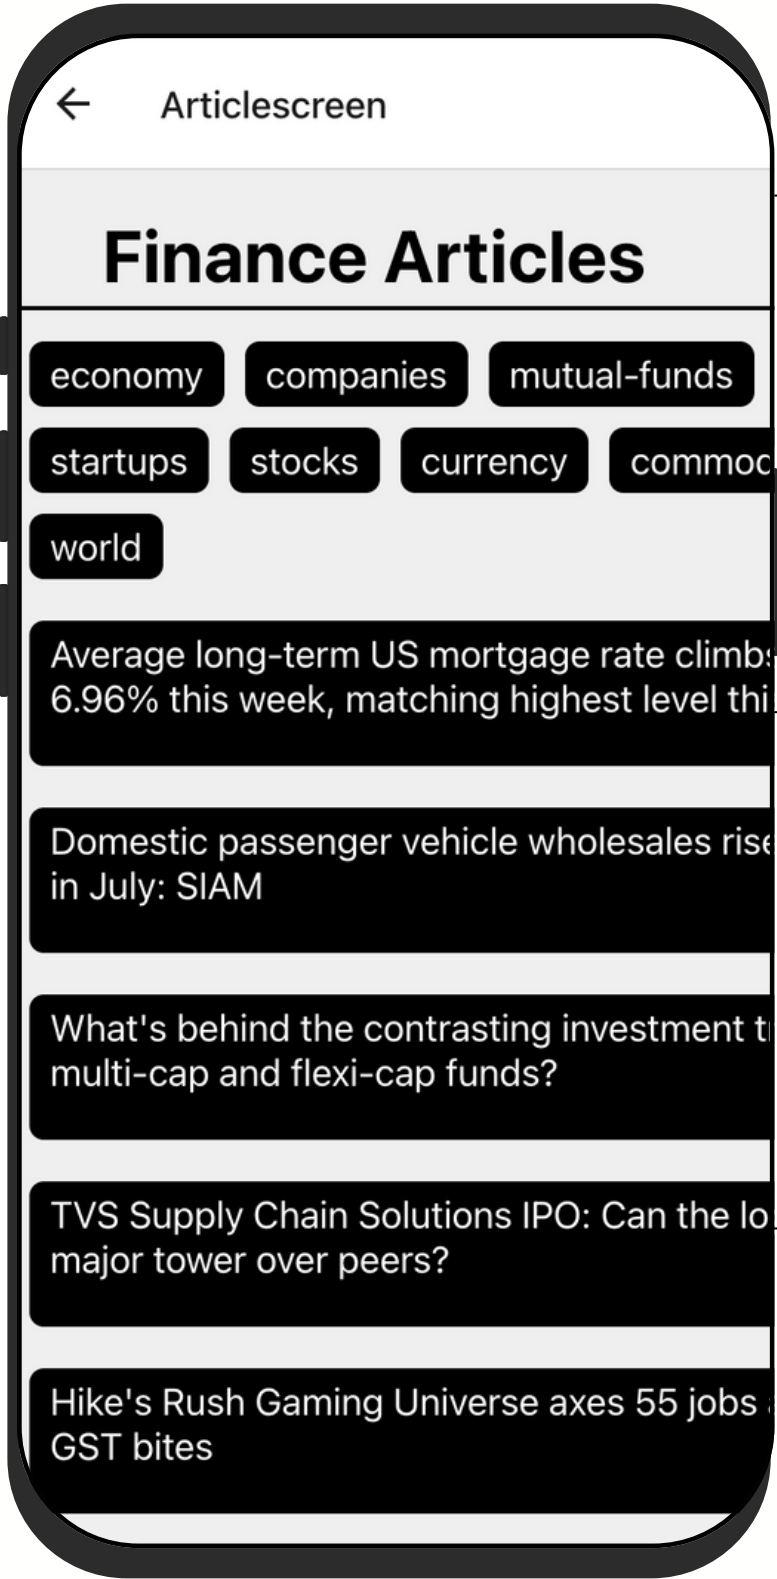 Articlescreen
Finance Articles
economy companies mutual-funds
startups stocks currency
world
Average long-term US mortgage rate climbs
6.96% this week, matching highest level
Domestic passenger vehicle wholesales rise
in July: SIAM
What's behind the contrasting investment
multi-cap and flexi-cap funds?
TVS Supply Chain Solutions IPO: Can the
major tower over peers?
Hike's Rush Gaming Universe axes 55 jobs
GST bites